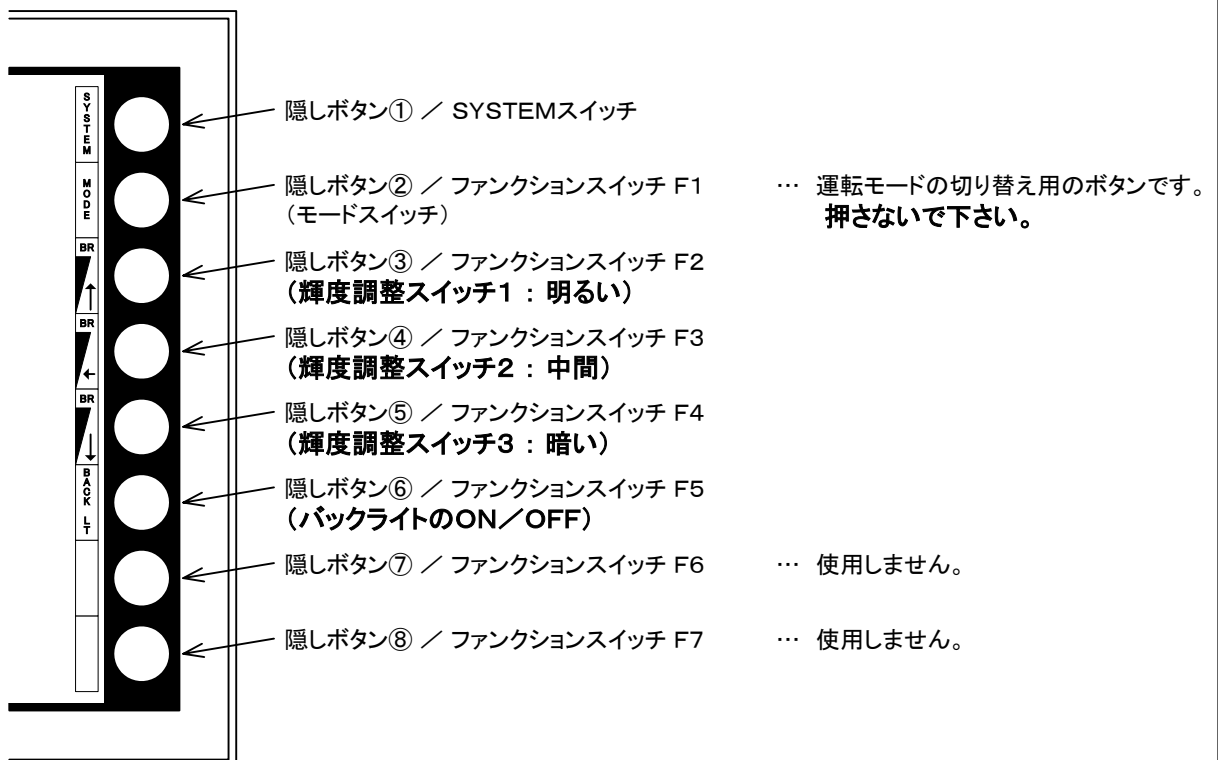 SYSTEM
隠しボタン① ／ SYSTEMスイッチ
MODE
隠しボタン② ／ ファンクションスイッチ F1 … 運転モードの切り替え用のボタンです。
（モードスイッチ） 押さないで下さい。
BR
隠しボタン③ ／ ファンクションスイッチ F2
（輝度調整スイッチ1 : 明るい）
↑
BR
隠しボタン④ ／ ファンクションスイッチ F3
（輝度調整スイッチ2 : 中間）
←
BR
隠しボタン⑤ ／ ファンクションスイッチ F4
（輝度調整スイッチ3 : 暗い）
↓
BACK LT
隠しボタン⑥ ／ ファンクションスイッチ F5
（バックライトのON／OFF）
隠しボタン⑦ ／ ファンクションスイッチ F6 … 使用しません。
隠しボタン⑧ ／ ファンクションスイッチ F7 … 使用しません。